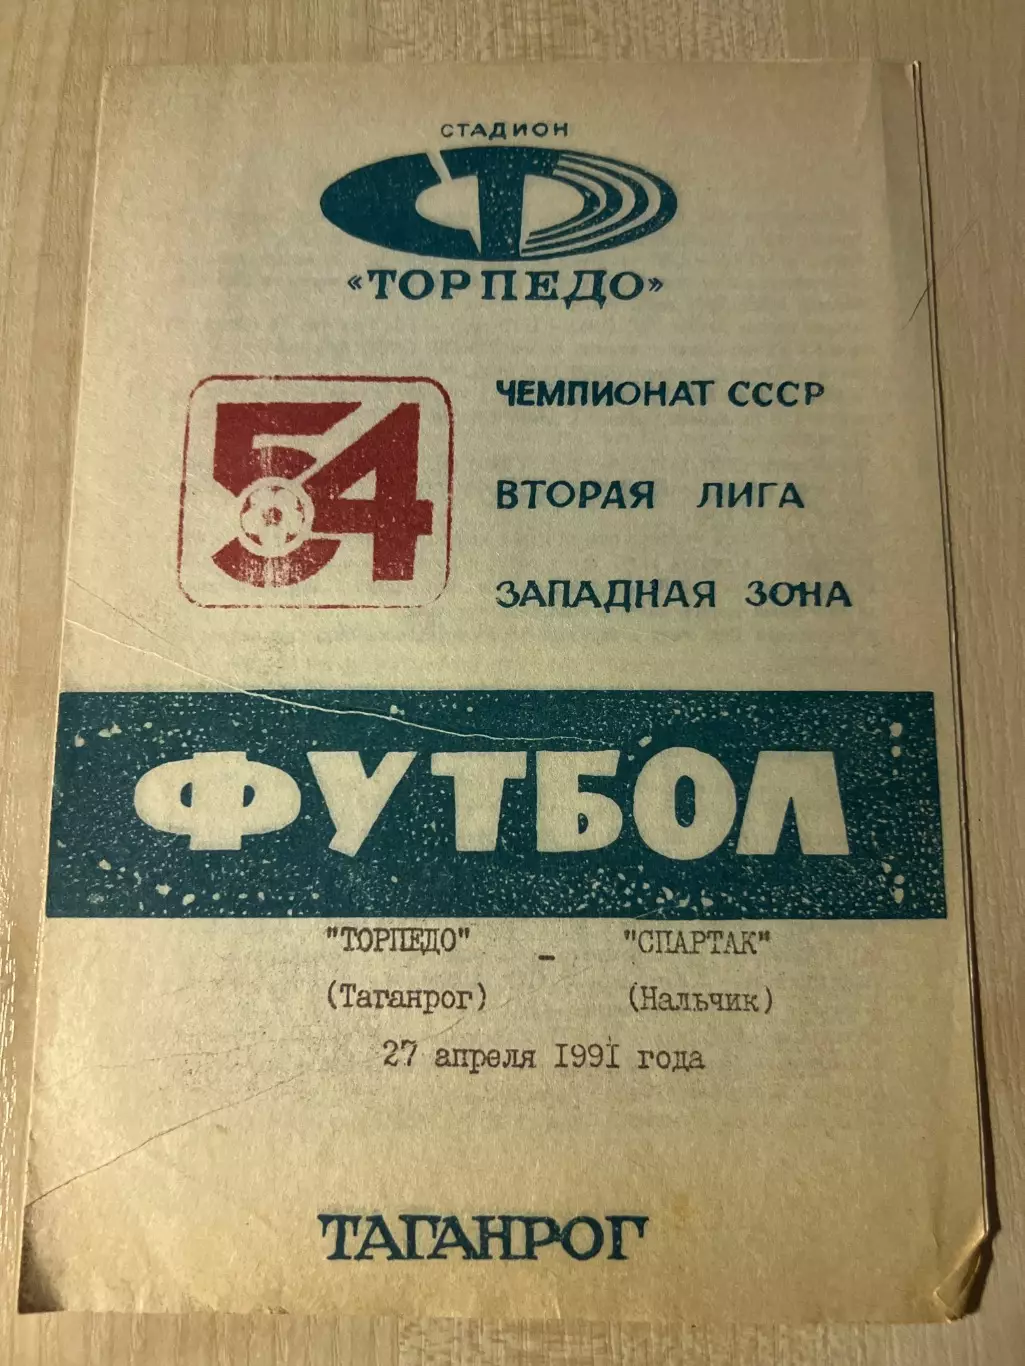 СТАДИОН
«ТОРПЕДО»
54
ЧЕМПИОНАТ СССР
ВТОРАЯ ЛИГА
ЗАПАДНАЯ ЗОНА
ФУТБОЛ
"ТОРПЕДО" - "СПАРТАК"
(Таганрог) (Нальчик)
27 апреля 1991 года
ТАГАНРОГ